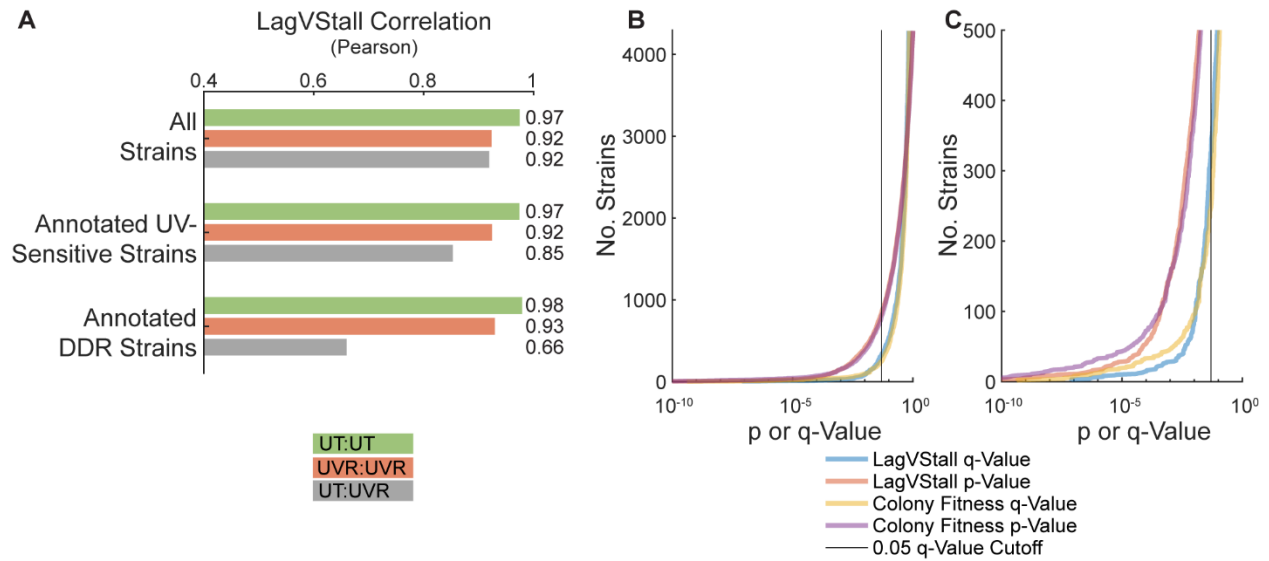 A
LagVStall Correlation
(Pearson)
0.4
0.6
0.8
1
All
Strains
0.97
0.92
0.92
Annotated UV-
Sensitive Strains
0.97
0.92
0.85
Annotated
DDR Strains
0.98
0.93
0.66
UT:UT
UVR:UVR
UT:UVR
B
No. Strains
4000
3000
2000
1000
0
10-10
10-5
100
p or q-Value
C
No. Strains
500
400
300
200
100
0
10-10
10-5
100
p or q-Value
LagVStall q-Value
LagVStall p-Value
Colony Fitness q-Value
Colony Fitness p-Value
0.05 q-Value Cutoff